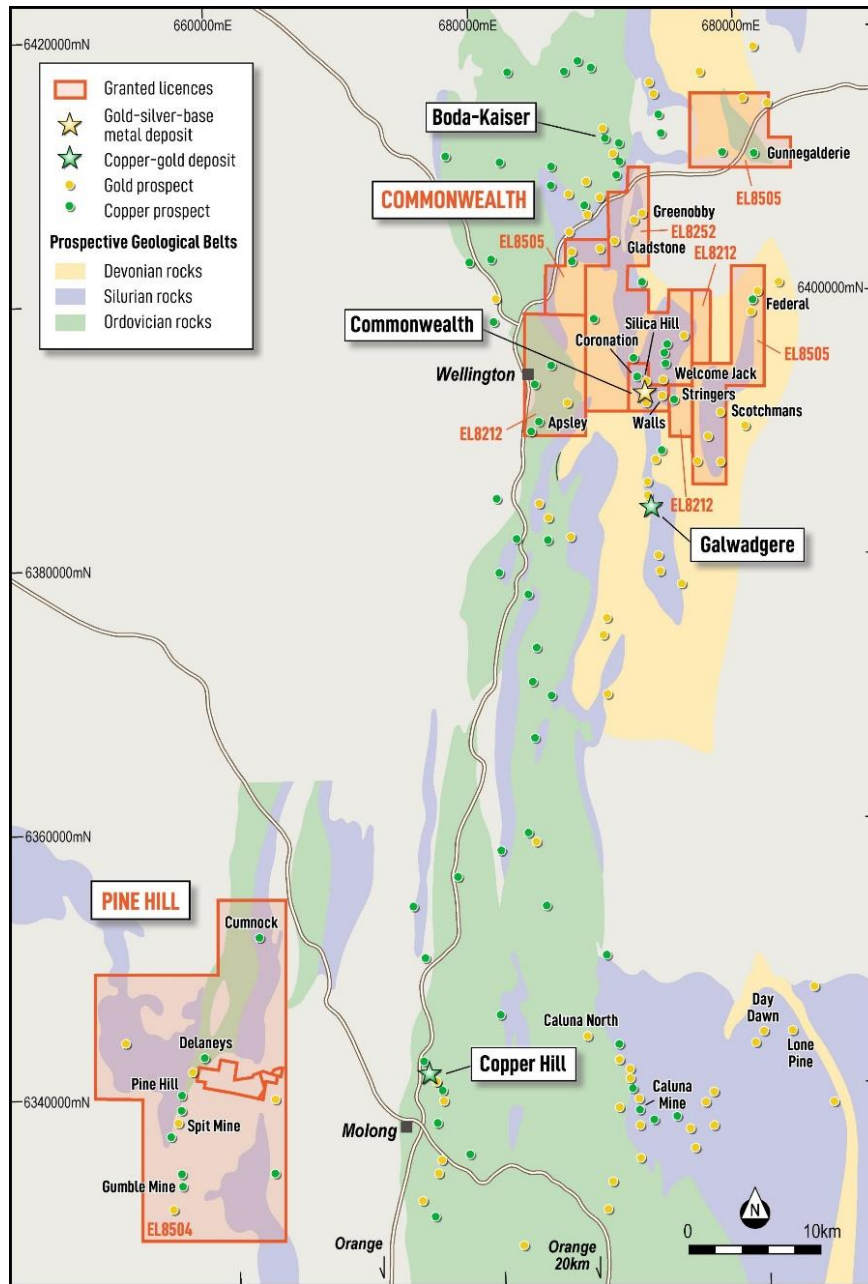 660000mE
680000mE
680000mE
6420000mN
Granted licences
Gold-silver-base
metal deposit
Copper-gold deposit
Gold prospect
Copper prospect
Prospective Geological Belts
Devonian rocks
Silurian rocks
Ordovician rocks
Boda-Kaiser
Gunnegalderie
EL8505
COMMONWEALTH
Greenobby
EL8252
Gladstone
EL8505
EL8212
6400000mN
Federal
Commonwealth
Silica Hill
Coronation
EL8505
Wellington
Welcome Jack
Stringers
Scotchmans
Walls
Apsley
EL8212
EL8212
Galwadgere
6380000mN
6360000mN
PINE HILL
Cumnock
Delaneys
Pine Hill
Spit Mine
Gumble Mine
EL8504
Caluna North
Day
Dawn
Lone
Pine
Copper Hill
Caluna
Mine
6340000mN
Molong
N
0
10km
Orange
Orange
20km